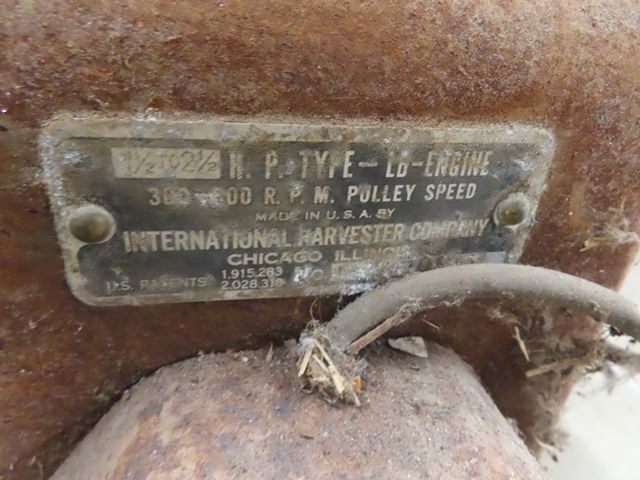 1½ TO 2½ H. P. TYPE - LB - ENGINE
R. P. M. PULLEY SPEED
MADE IN U.S.A. BY
INTERNATIONAL HARVESTER COMPANY
CHICAGO ILLINOIS
1,915,283
U.S. PATENTS 2,028,310